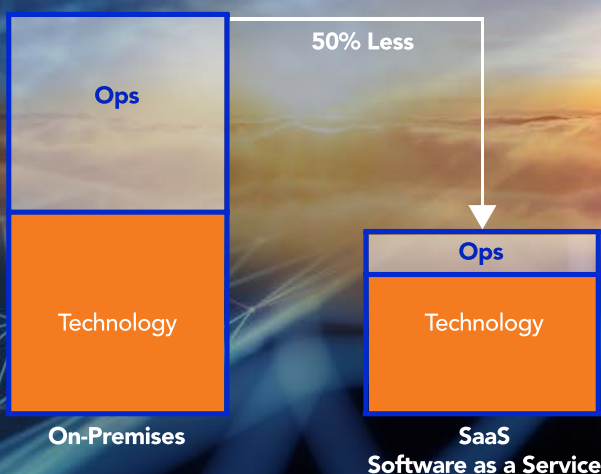 50% Less
Ops
Ops
Technology
Technology
On-Premises
SaaS
Software as a Service